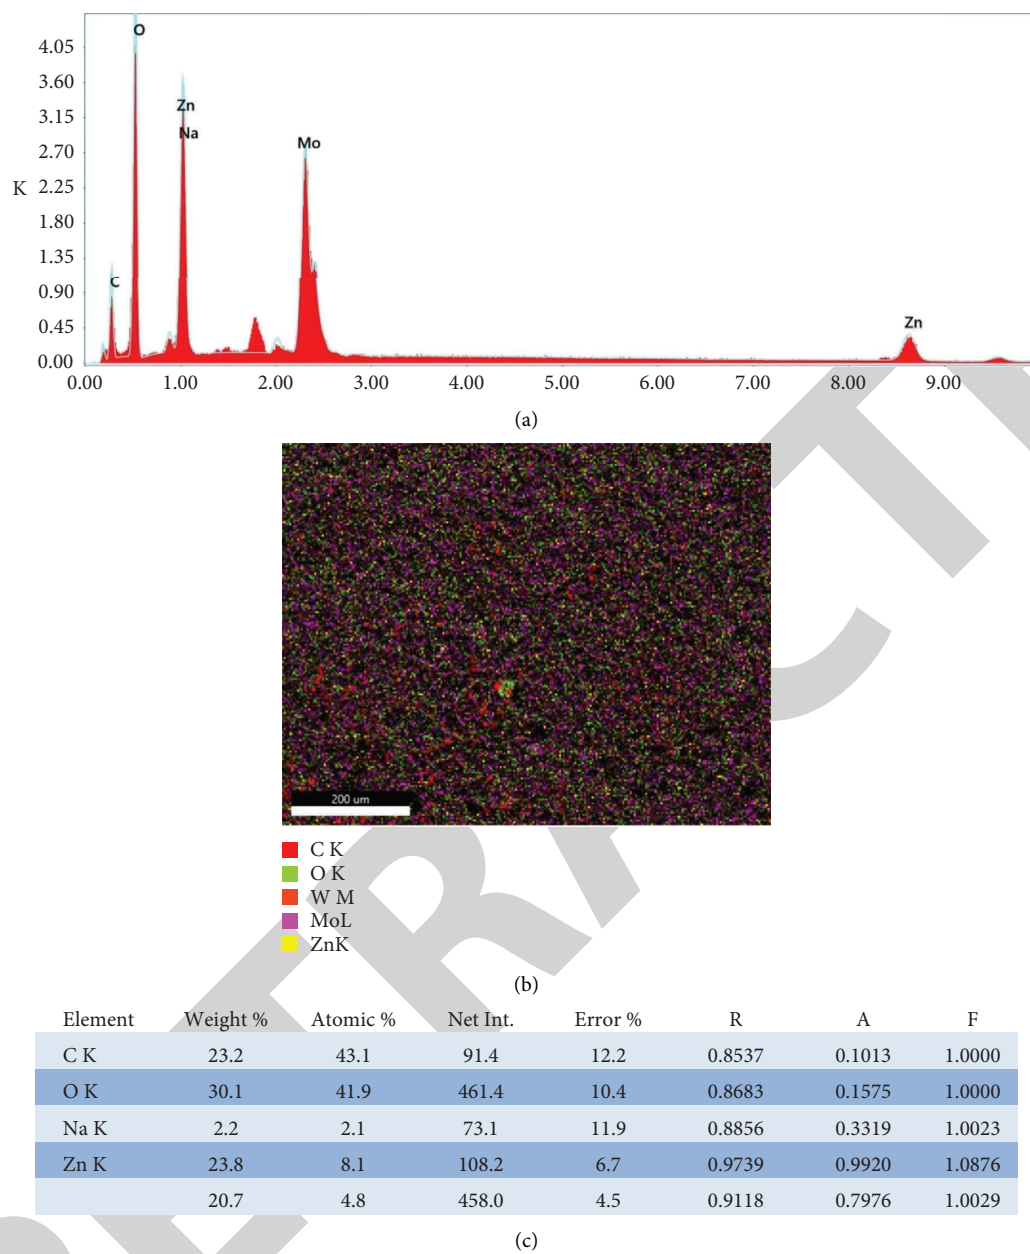 O
Zn
Na
Mo
C
Zn
K
4.05
3.60
3.15
2.70
2.25
1.80
1.35
0.90
0.45
0.00
0.00 1.00 2.00 3.00 4.00 5.00 6.00 7.00 8.00 9.00
(a)
200 um
C K
O K
W M
MoL
ZnK
(b)
Element Weight % Atomic % Net Int. Error % R A F
C K 23.2 43.1 91.4 12.2 0.8537 0.1013 1.0000
O K 30.1 41.9 461.4 10.4 0.8683 0.1575 1.0000
Na K 2.2 2.1 73.1 11.9 0.8856 0.3319 1.0023
Zn K 23.8 8.1 108.2 6.7 0.9739 0.9920 1.0876
20.7 4.8 458.0 4.5 0.9118 0.7976 1.0029
(c)